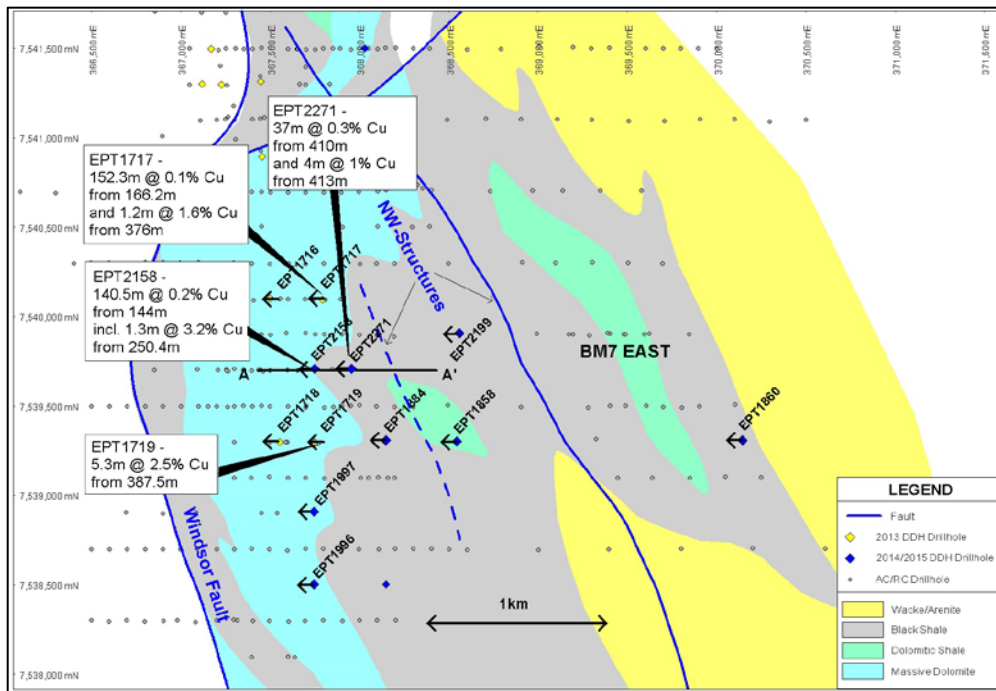 366,500 mE
367,000 mE
367,500 mE
368,000 mE
368,500 mE
369,000 mE
369,500 mE
370,000 mE
370,500 mE
371,000 mE
371,500 mE
7,541,500 mN
7,541,000 mN
7,540,500 mN
7,540,000 mN
7,539,500 mN
7,539,000 mN
7,538,500 mN
7,538,000 mN
EPT2271 -
37m @ 0.3% Cu
from 410m
and 4m @ 1% Cu
from 413m
EPT1717 -
152.3m @ 0.1% Cu
from 166.2m
and 1.2m @ 1.6% Cu
from 376m
EPT2158 -
140.5m @ 0.2% Cu
from 144m
incl. 1.3m @ 3.2% Cu
from 250.4m
EPT1719 -
5.3m @ 2.5% Cu
from 387.5m
EPT1716
EPT1717
NW-Structures
EPT2158
EPT2271
EPT2199
BM7 EAST
A
A'
EPT1718
EPT1719
EPT1884
EPT1858
EPT1860
EPT1997
EPT1996
Windsor Fault
1km
LEGEND
Fault
2013 DDH Drillhole
2014/2015 DDH Drillhole
AC/RC Drillhole
Wacke/Arenite
Black Shale
Dolomitic Shale
Massive Dolomite